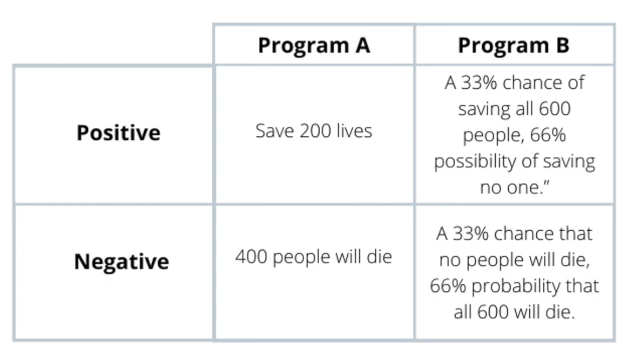 Program A
Program B
Positive
Save 200 lives
A 33% chance of
saving all 600
people, 66%
possibility of saving
no one.”
Negative
400 people will die
A 33% chance that
no people will die,
66% probability that
all 600 will die.